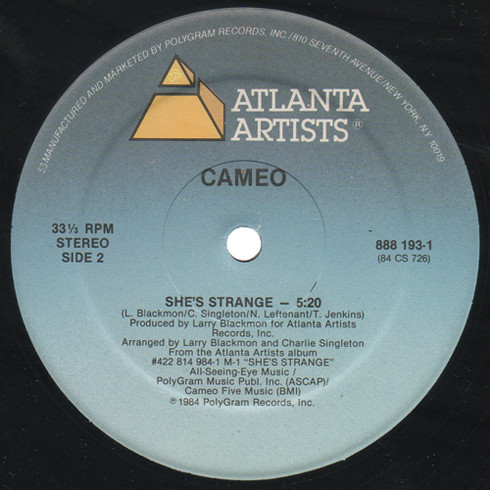 53 MANUFACTURED AND MARKETED BY POLYGRAM RECORDS, INC./810 SEVENTH AVENUE/NEW YORK, N.Y. 10019
ATLANTA
ARTISTS®
CAMEO
33⅓ RPM
STEREO
SIDE 2
888 193-1
(84 CS 726)
SHE'S STRANGE — 5:20
(L. Blackmon/C. Singleton/N. Leftenant/T. Jenkins)
Produced by Larry Blackmon for Atlanta Artists
Records, Inc.
Arranged by Larry Blackmon and Charlie Singleton
From the Atlanta Artists album
#422 814 984-1 M-1 "SHE'S STRANGE"
All-Seeing-Eye Music /
PolyGram Music Publ. Inc. (ASCAP)/
Cameo Five Music (BMI)
℗1984 PolyGram Records, Inc.